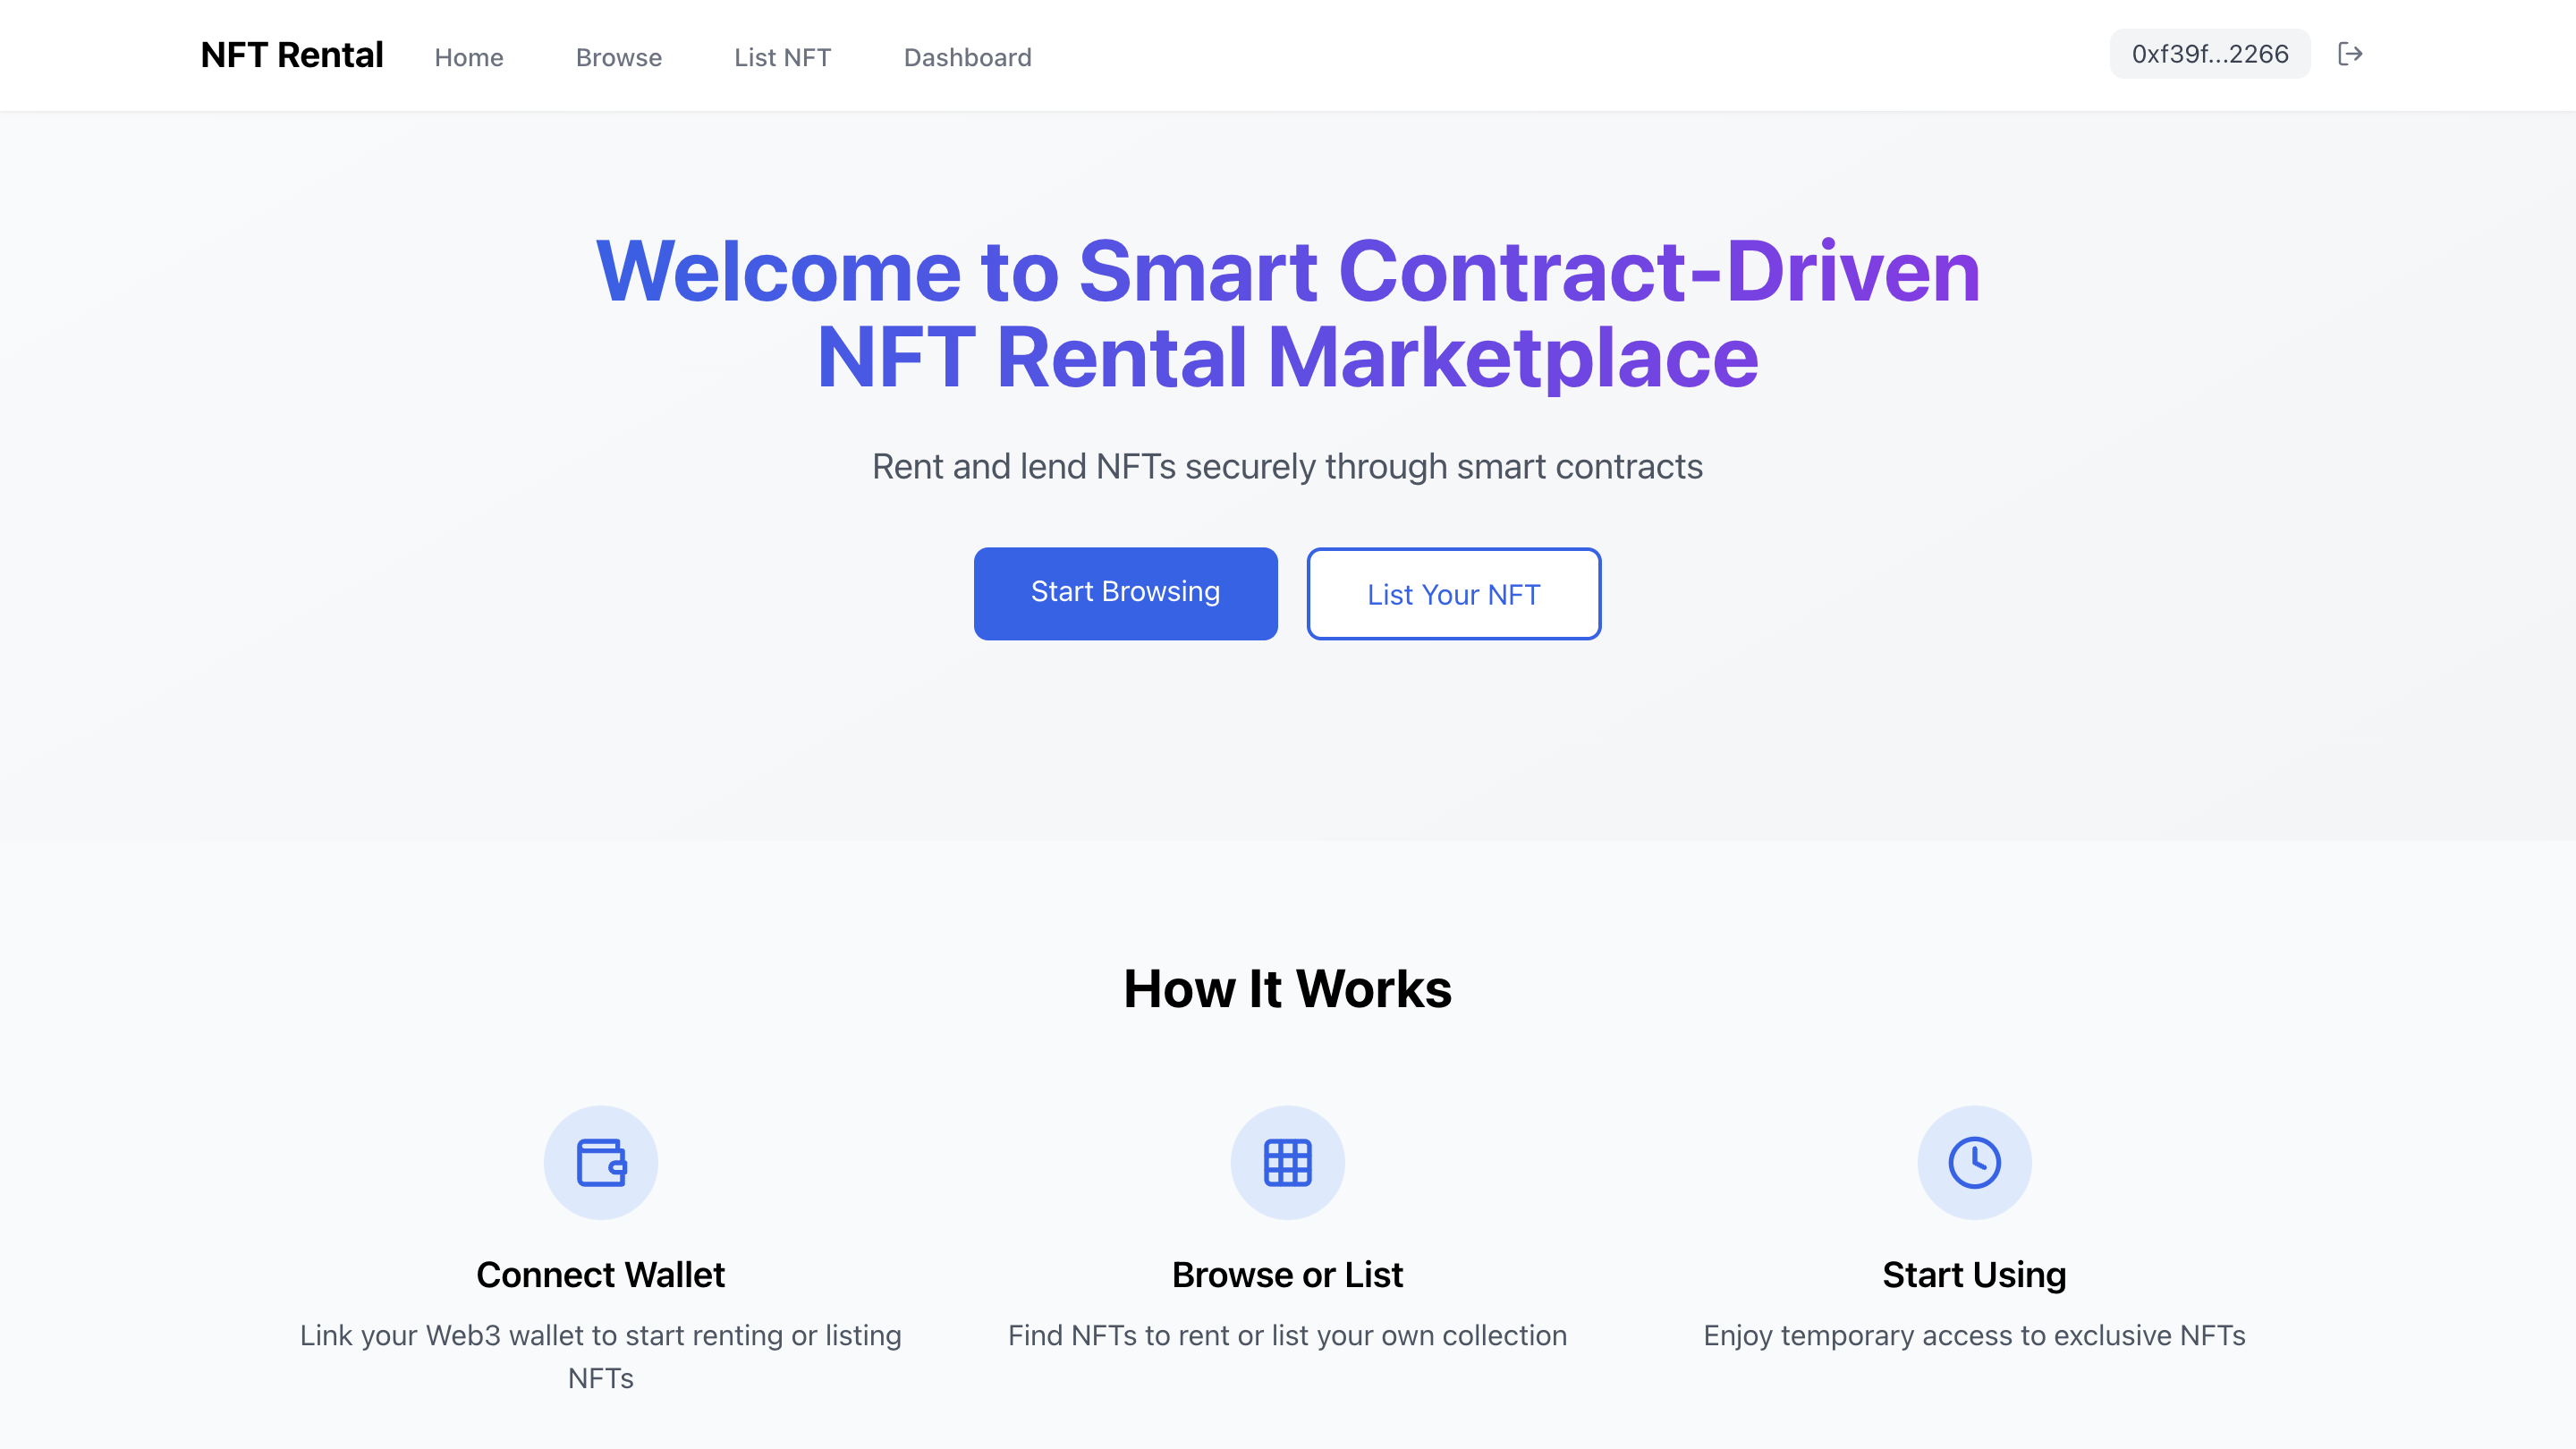 NFT Rental
Home
Browse
List NFT
Dashboard
0xf39f...2266
Welcome to Smart Contract-Driven
NFT Rental Marketplace
Rent and lend NFTs securely through smart contracts
Start Browsing
List Your NFT
How It Works
Connect Wallet
Link your Web3 wallet to start renting or listing
NFTs
Browse or List
Find NFTs to rent or list your own collection
Start Using
Enjoy temporary access to exclusive NFTs